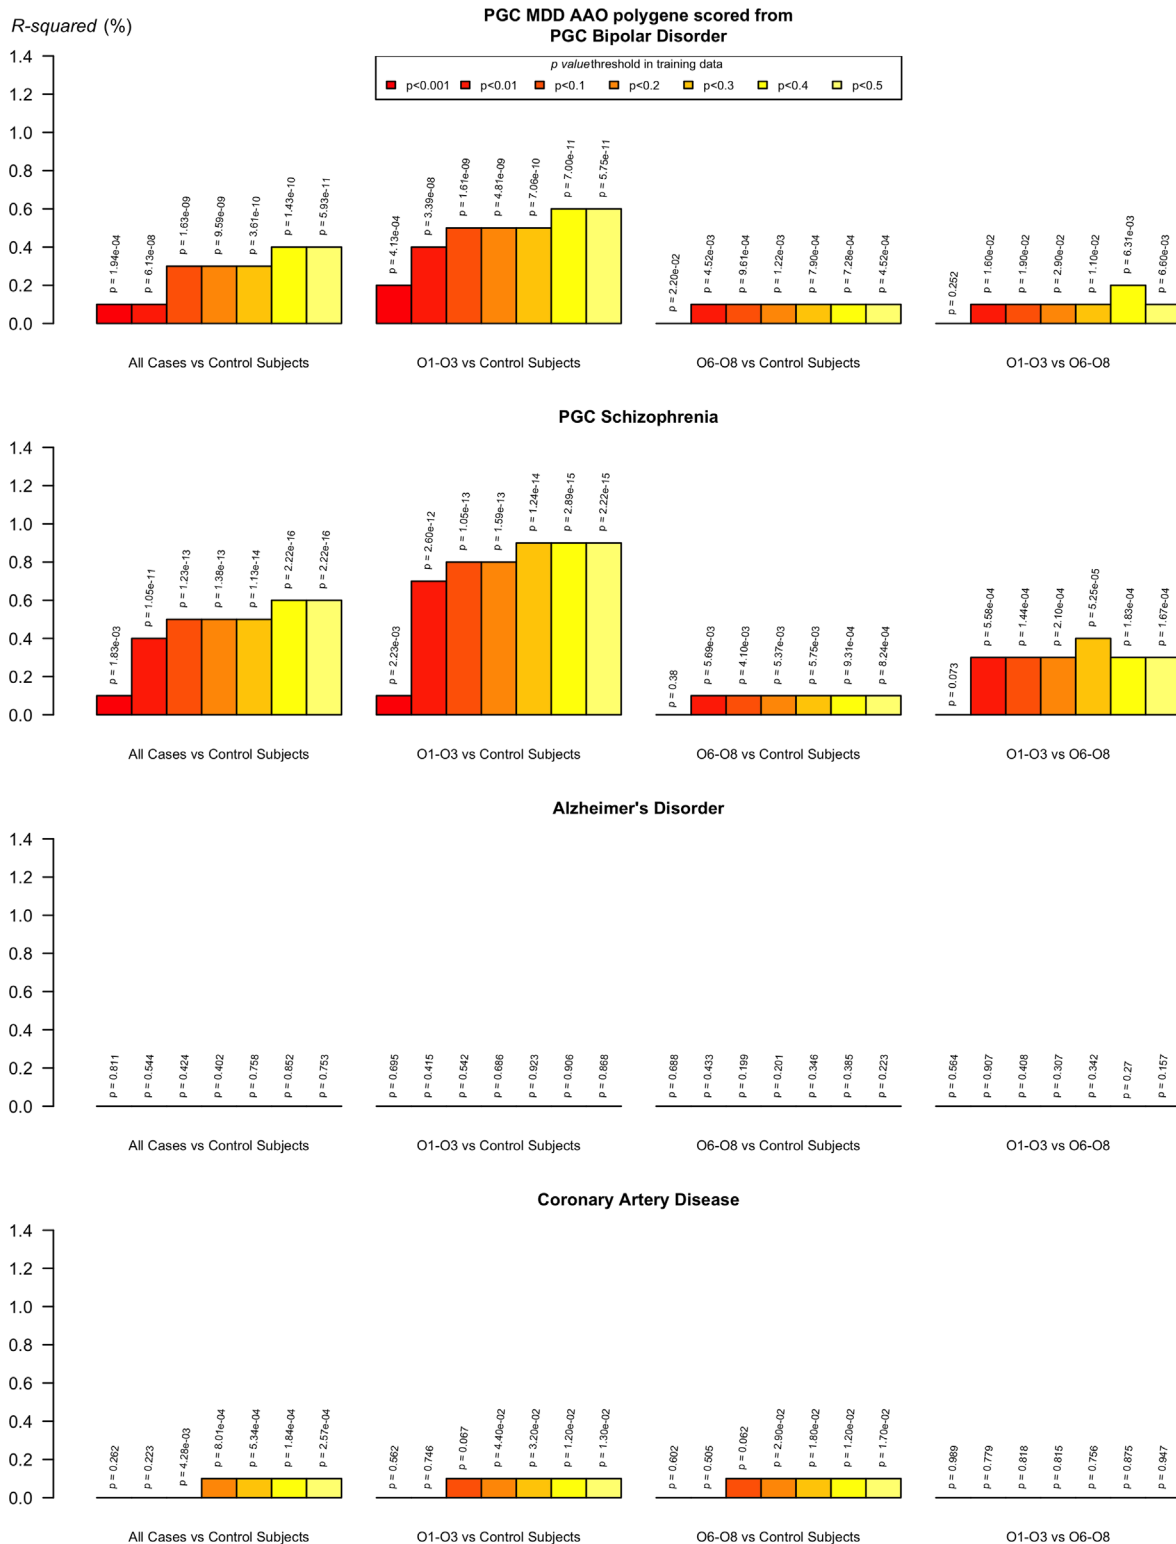 R-squared (%)
PGC MDD AAO polygene scored from
PGC Bipolar Disorder
p valuethreshold in training data
p<0.001 p<0.01 p<0.1 p<0.2 p<0.3 p<0.4 p<0.5
1.4
1.2
1.0
0.8
0.6
0.4
0.2
0.0
p = 1.94e-04
p = 6.13e-08
p = 1.63e-09
p = 9.59e-09
p = 3.61e-10
p = 1.43e-10
p = 5.93e-11
p = 4.13e-04
p = 3.39e-08
p = 1.61e-09
p = 4.81e-09
p = 7.06e-10
p = 7.00e-11
p = 5.75e-11
p = 2.20e-02
p = 4.52e-03
p = 9.61e-04
p = 1.22e-03
p = 7.90e-04
p = 7.28e-04
p = 4.52e-04
p = 0.252
p = 1.60e-02
p = 1.90e-02
p = 2.90e-02
p = 1.10e-02
p = 6.31e-03
p = 6.60e-03
All Cases vs Control Subjects O1-O3 vs Control Subjects O6-O8 vs Control Subjects O1-O3 vs O6-O8
PGC Schizophrenia
1.4
1.2
1.0
0.8
0.6
0.4
0.2
0.0
p = 1.83e-03
p = 1.05e-11
p = 1.23e-13
p = 1.38e-13
p = 1.13e-14
p = 2.22e-16
p = 2.22e-16
p = 2.23e-03
p = 2.60e-12
p = 1.05e-13
p = 1.59e-13
p = 1.24e-14
p = 2.89e-15
p = 2.22e-15
p = 0.38
p = 5.69e-03
p = 4.10e-03
p = 5.37e-03
p = 5.75e-03
p = 9.31e-04
p = 8.24e-04
p = 0.073
p = 5.58e-04
p = 1.44e-04
p = 2.10e-04
p = 5.25e-05
p = 1.83e-04
p = 1.67e-04
All Cases vs Control Subjects O1-O3 vs Control Subjects O6-O8 vs Control Subjects O1-O3 vs O6-O8
Alzheimer's Disorder
1.4
1.2
1.0
0.8
0.6
0.4
0.2
0.0
p = 0.811
p = 0.544
p = 0.424
p = 0.402
p = 0.758
p = 0.852
p = 0.753
p = 0.695
p = 0.415
p = 0.542
p = 0.686
p = 0.923
p = 0.906
p = 0.868
p = 0.688
p = 0.433
p = 0.199
p = 0.201
p = 0.346
p = 0.385
p = 0.223
p = 0.564
p = 0.907
p = 0.408
p = 0.307
p = 0.342
p = 0.27
p = 0.157
All Cases vs Control Subjects O1-O3 vs Control Subjects O6-O8 vs Control Subjects O1-O3 vs O6-O8
Coronary Artery Disease
1.4
1.2
1.0
0.8
0.6
0.4
0.2
0.0
p = 0.262
p = 0.223
p = 4.28e-03
p = 8.01e-04
p = 5.34e-04
p = 1.84e-04
p = 2.57e-04
p = 0.562
p = 0.746
p = 0.067
p = 4.40e-02
p = 3.20e-02
p = 1.20e-02
p = 1.30e-02
p = 0.602
p = 0.505
p = 0.062
p = 2.90e-02
p = 1.80e-02
p = 1.20e-02
p = 1.70e-02
p = 0.989
p = 0.779
p = 0.818
p = 0.815
p = 0.756
p = 0.875
p = 0.947
All Cases vs Control Subjects O1-O3 vs Control Subjects O6-O8 vs Control Subjects O1-O3 vs O6-O8